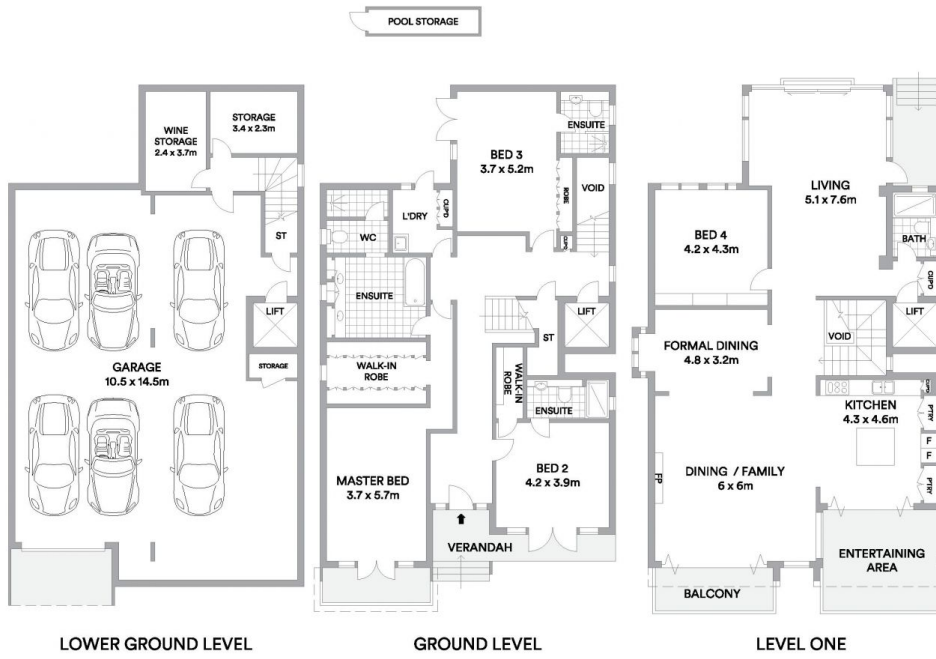 POOL STORAGE
WINE
STORAGE
2.4 x 3.7m
STORAGE
3.4 x 2.3m
ST
LIFT
STORAGE
GARAGE
10.5 x 14.5m
LOWER GROUND LEVEL
BED 3
3.7 x 5.2m
ENSUITE
ROBE
VOID
CUP'D
L'DRY
CUP'D
WC
ENSUITE
LIFT
ST
WALK-IN
ROBE
WALK-IN
ROBE
ENSUITE
MASTER BED
3.7 x 5.7m
BED 2
4.2 x 3.9m
VERANDAH
GROUND LEVEL
LIVING
5.1 x 7.6m
BED 4
4.2 x 4.3m
BATH
CUP'D
LIFT
VOID
FORMAL DINING
4.8 x 3.2m
KITCHEN
4.3 x 4.6m
CUP'D
PTRY
F
F
PTRY
DINING / FAMILY
6 x 6m
FP
ENTERTAINING
AREA
BALCONY
LEVEL ONE